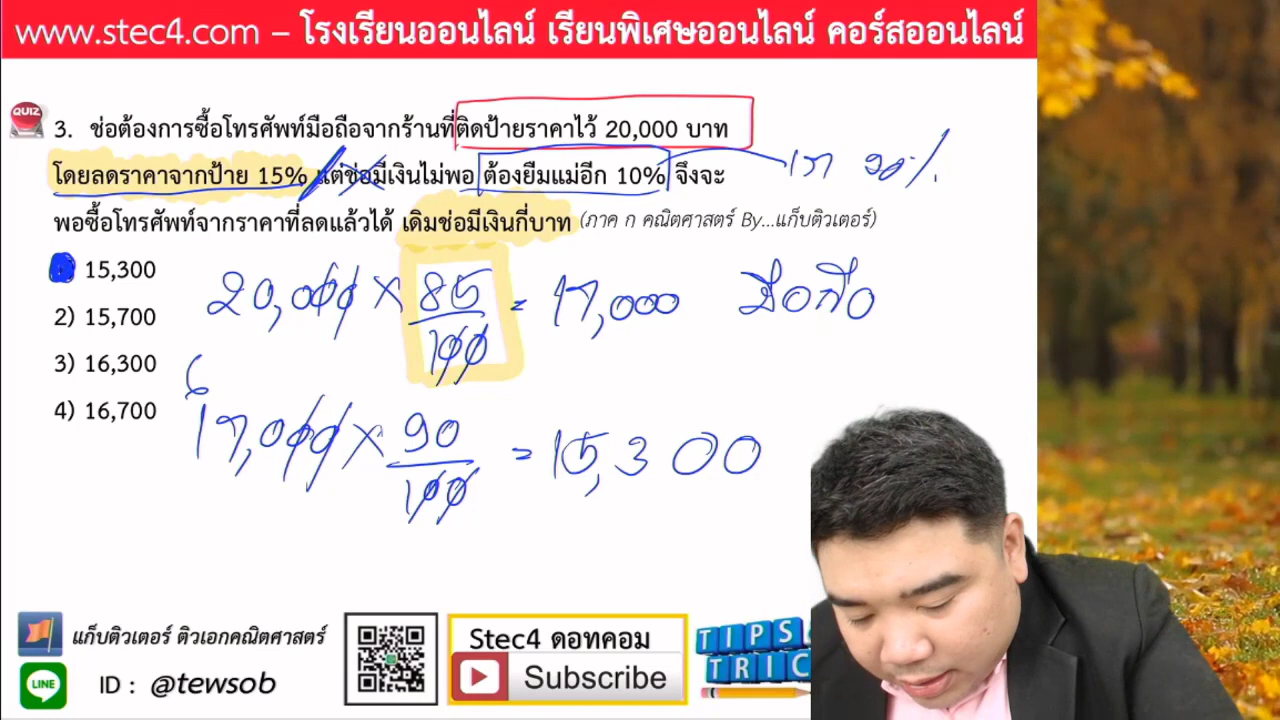 www.stec4.com – โรงเรียนออนไลน์ เรียนพิเศษออนไลน์ คอร์สออนไลน์
QUIZ
3. ช่อต้องการซื้อโทรศัพท์มือถือจากร้านที่ติดป้ายราคาไว้ 20,000 บาท
โดยลดราคาจากป้าย 15% แต่ช่อมีเงินไม่พอ ต้องยืมแม่อีก 10% จึงจะ
เรา 90%
พอซื้อโทรศัพท์จากราคาที่ลดแล้วได้ เดิมช่อมีเงินกี่บาท (ภาค ก คณิตศาสตร์ By...แก็บติวเตอร์)
15,300
2) 15,700
3) 16,300
4) 16,700
20,000 × 85/100 = 17,000 มือถือ
17,000 × 90/100 = 15,300
6
แก็บติวเตอร์ ติวเอกคณิตศาสตร์
LINE
ID : @tewsob
Stec4 ดอทคอม
Subscribe
TIPS &
TRIC